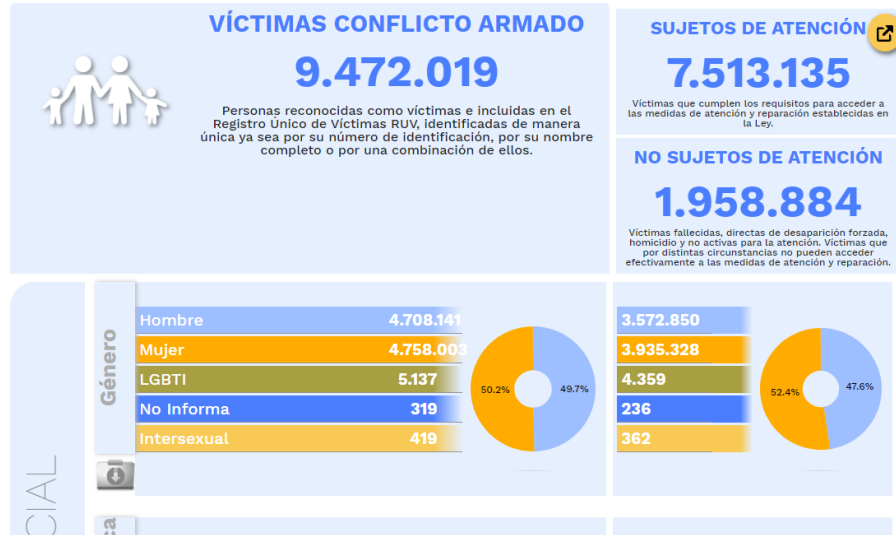 VÍCTIMAS CONFLICTO ARMADO
9.472.019
Personas reconocidas como víctimas e incluidas en el
Registro Único de Víctimas RUV, identificadas de manera
única ya sea por su número de identificación, por su nombre
completo o por una combinación de ellos.
SUJETOS DE ATENCIÓN
7.513.135
Víctimas que cumplen los requisitos para acceder a
las medidas de atención y reparación establecidas en
la Ley.
NO SUJETOS DE ATENCIÓN
1.958.884
Víctimas fallecidas, directas de desaparición forzada,
homicidio y no activas para la atención. Víctimas que
por distintas circunstancias no pueden acceder
efectivamente a las medidas de atención y reparación.
Género
Hombre 4.708.141
Mujer 4.758.003
LGBTI 5.137
No Informa 319
Intersexual 419
50.2% 49.7%
3.572.850
3.935.328
4.359
236
362
52.4% 47.6%
CIAL
ca